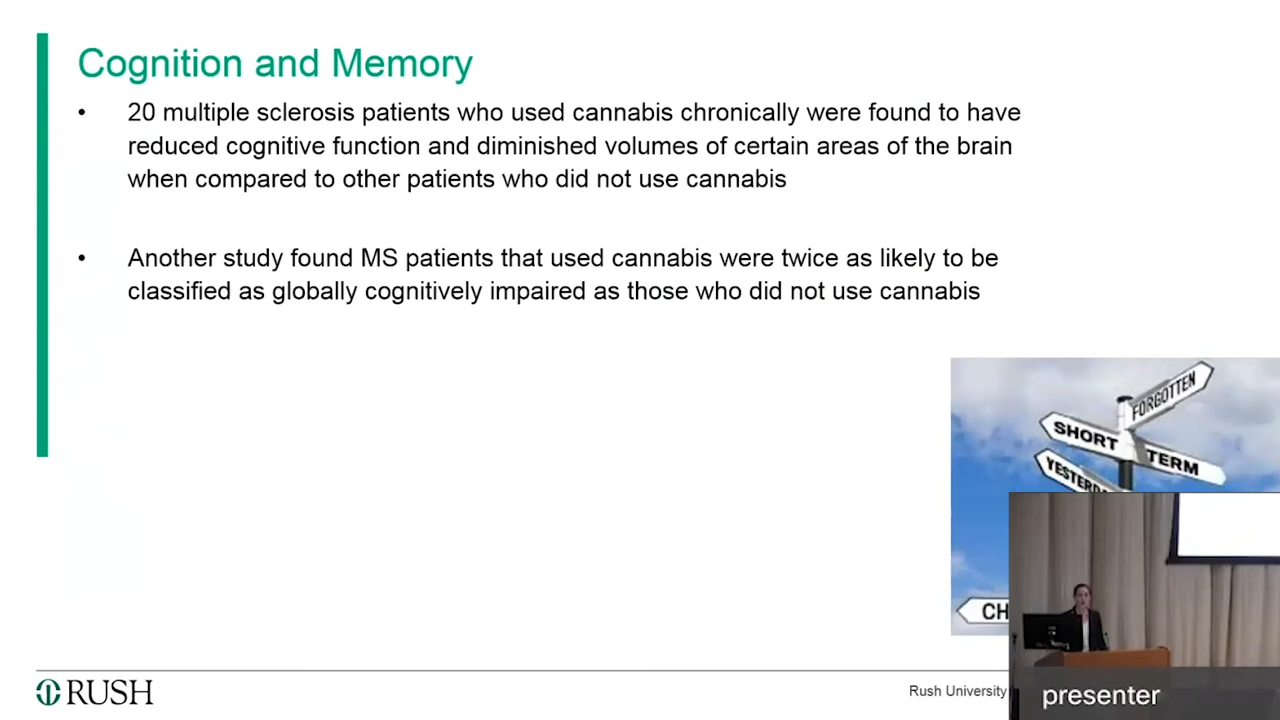 Cognition and Memory
• 20 multiple sclerosis patients who used cannabis chronically were found to have
reduced cognitive function and diminished volumes of certain areas of the brain
when compared to other patients who did not use cannabis
• Another study found MS patients that used cannabis were twice as likely to be
classified as globally cognitively impaired as those who did not use cannabis
FORGOTTEN
SHORT TERM
RUSH
Rush University
presenter